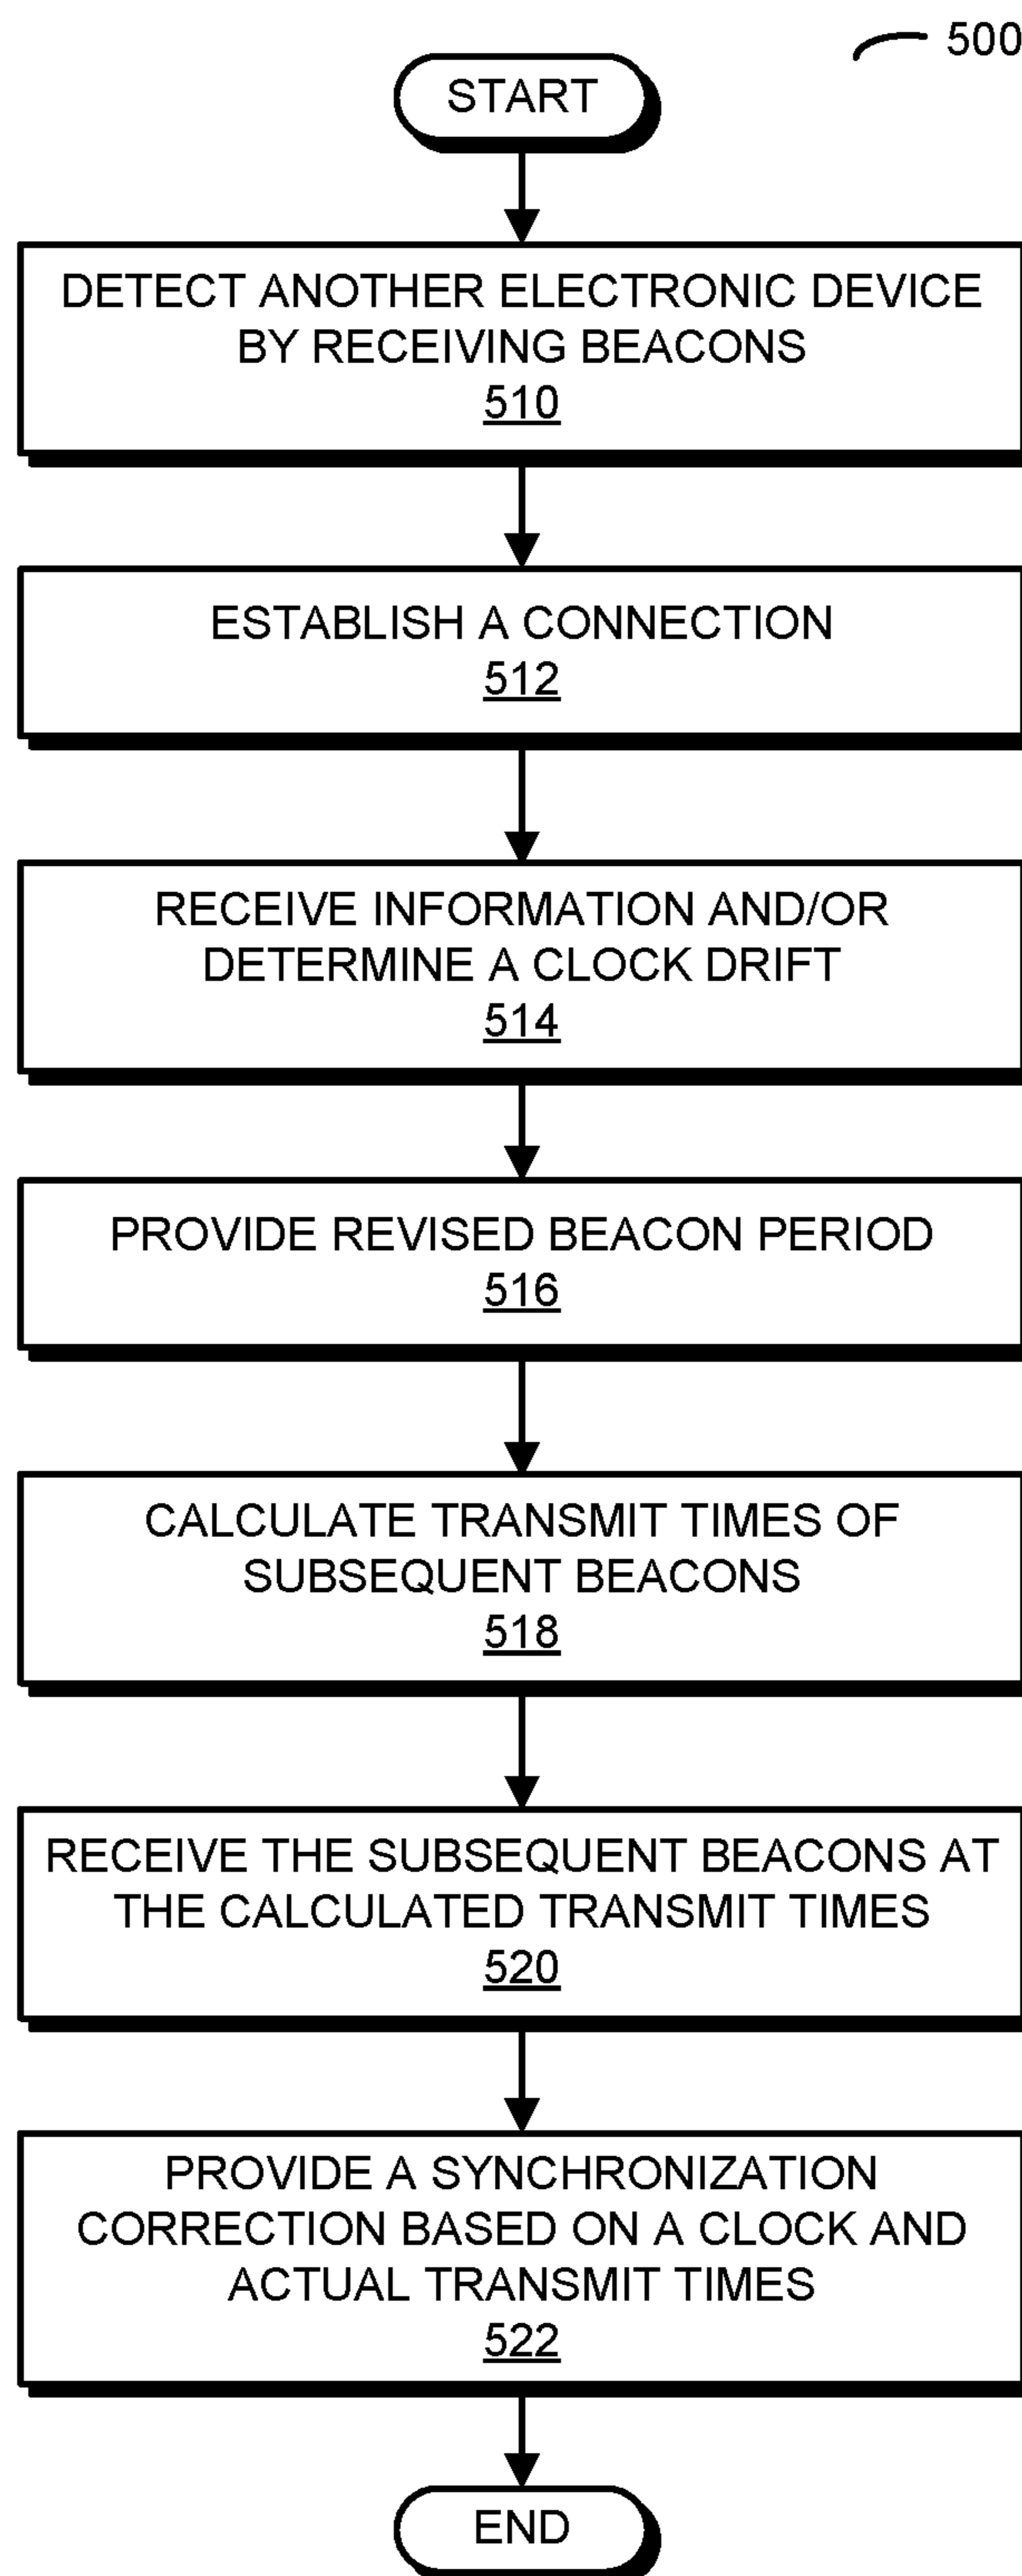 500
START
DETECT ANOTHER ELECTRONIC DEVICE
BY RECEIVING BEACONS
510
ESTABLISH A CONNECTION
512
RECEIVE INFORMATION AND/OR
DETERMINE A CLOCK DRIFT
514
PROVIDE REVISED BEACON PERIOD
516
CALCULATE TRANSMIT TIMES OF
SUBSEQUENT BEACONS
518
RECEIVE THE SUBSEQUENT BEACONS AT
THE CALCULATED TRANSMIT TIMES
520
PROVIDE A SYNCHRONIZATION
CORRECTION BASED ON A CLOCK AND
ACTUAL TRANSMIT TIMES
522
END